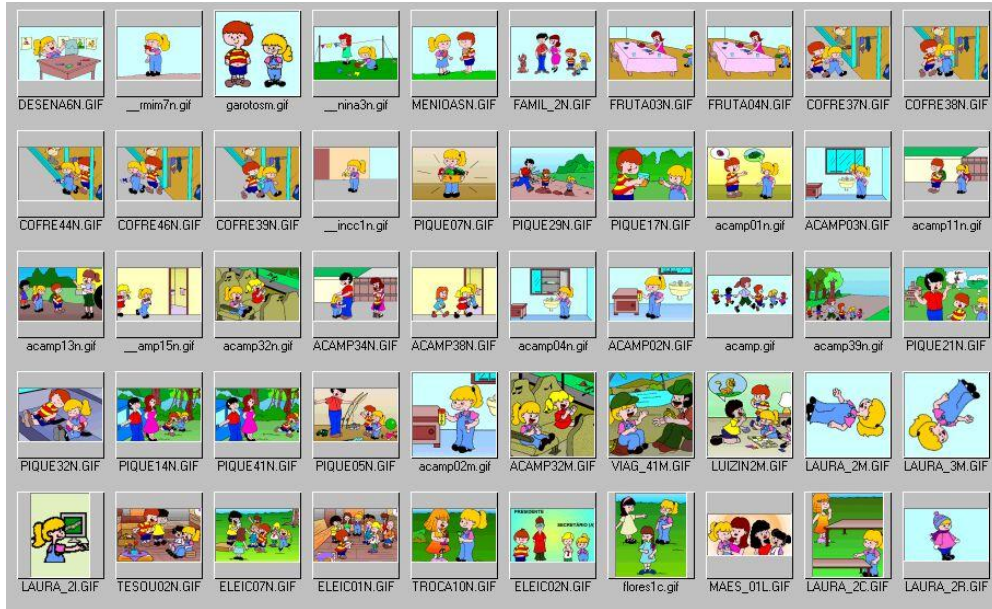 DESENA6N.GIF __rmim7n.gif garotosm.gif __nina3n.gif MENIOASN.GIF FAMIL_2N.GIF FRUTA03N.GIF FRUTA04N.GIF COFRE37N.GIF COFRE38N.GIF
COFRE44N.GIF COFRE46N.GIF COFRE39N.GIF __incc1n.gif PIQUE07N.GIF PIQUE29N.GIF PIQUE17N.GIF acamp01n.gif ACAMP03N.GIF acamp11n.gif
acamp13n.gif __amp15n.gif acamp32n.gif ACAMP34N.GIF ACAMP38N.GIF acamp04n.gif ACAMP02N.GIF acamp.gif acamp39n.gif PIQUE21N.GIF
PIQUE32N.GIF PIQUE14N.GIF PIQUE41N.GIF PIQUE05N.GIF acamp02m.gif ACAMP32M.GIF VIAG_41M.GIF LUIZIN2M.GIF LAURA_2M.GIF LAURA_3M.GIF
PRESIDENTE
SECRETÁRIO
LAURA_2I.GIF TESOU02N.GIF ELEIC07N.GIF ELEIC01N.GIF TROCA10N.GIF ELEIC02N.GIF flores1c.gif MAES_01L.GIF LAURA_2C.GIF LAURA_2R.GIF